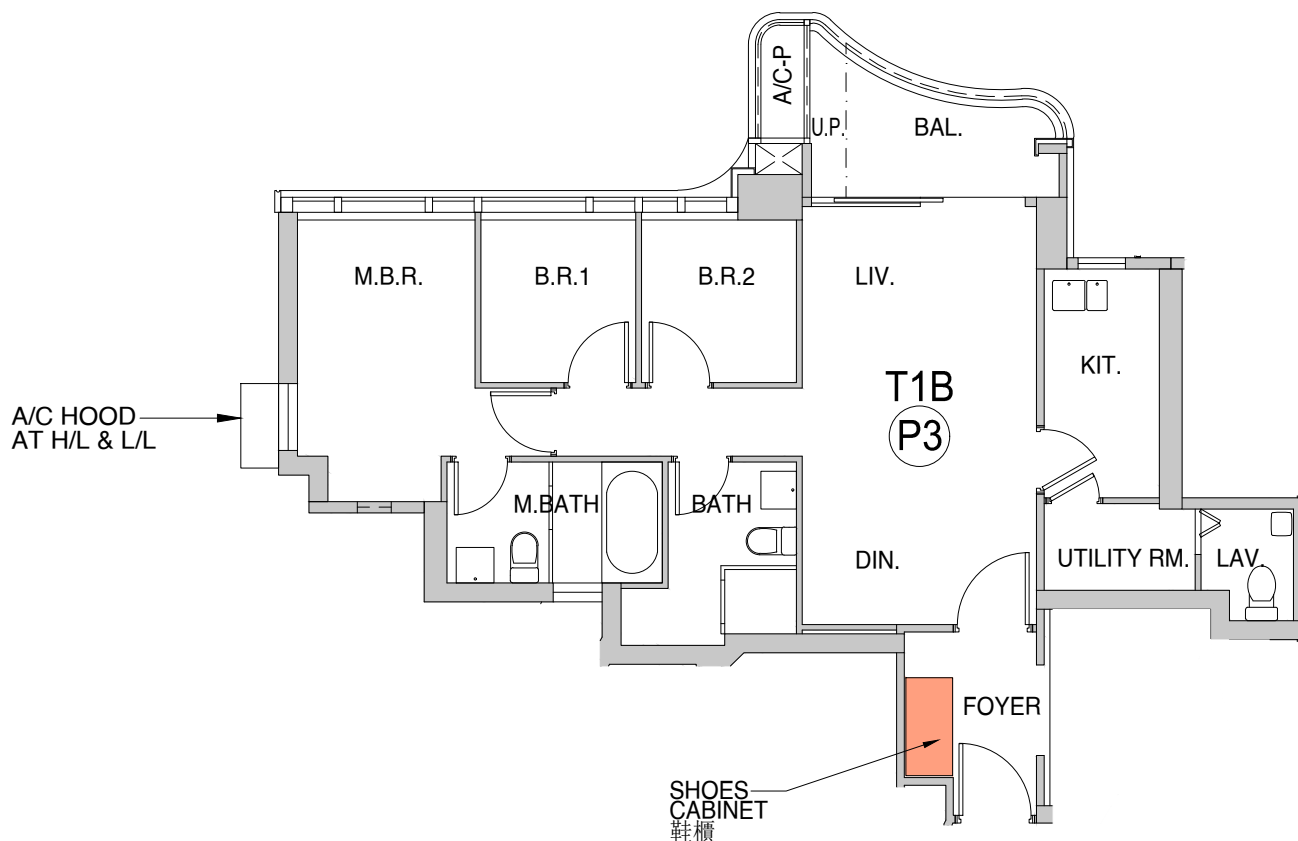 A/C-P
U.P.
BAL.
M.B.R.
B.R.1
B.R.2
LIV.
KIT.
T1B
P3
A/C HOOD
AT H/L & L/L
M.BATH
BATH
DIN.
UTILITY RM.
LAV.
FOYER
SHOES
CABINET
鞋櫃